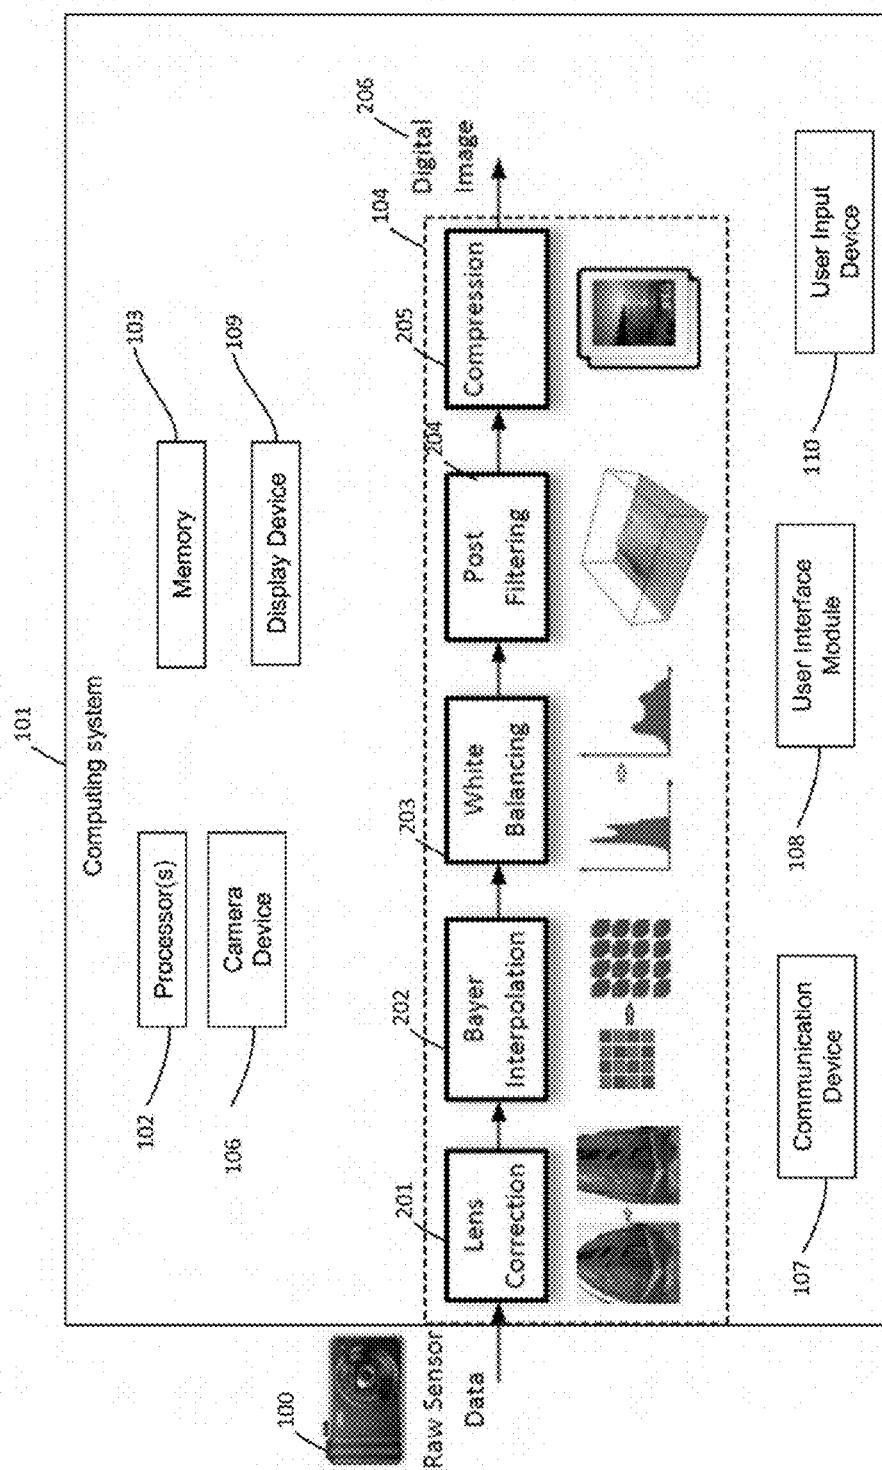 101
Computing system
Processor(s)
102
Camera
Device
106
Memory
103
Display Device
109
100
Raw Sensor
Data
201
Lens
Correction
202
Bayer
Interpolation
203
White
Balancing
204
Post
Filtering
205
Compression
104
206
Digital
Image
Communication
Device
107
User Interface
Module
108
User Input
Device
110